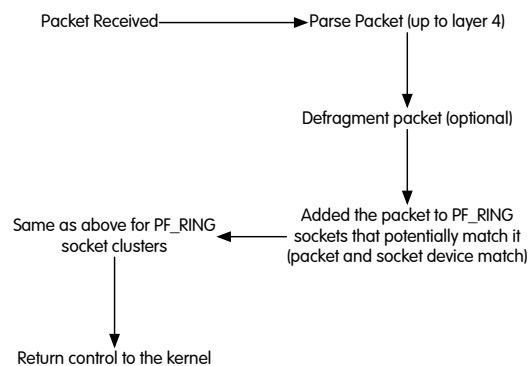 Packet Received
Parse Packet (up to layer 4)
Defragment packet (optional)
Added the packet to PF_RING
sockets that potentially match it
(packet and socket device match)
Same as above for PF_RING
socket clusters
Return control to the kernel